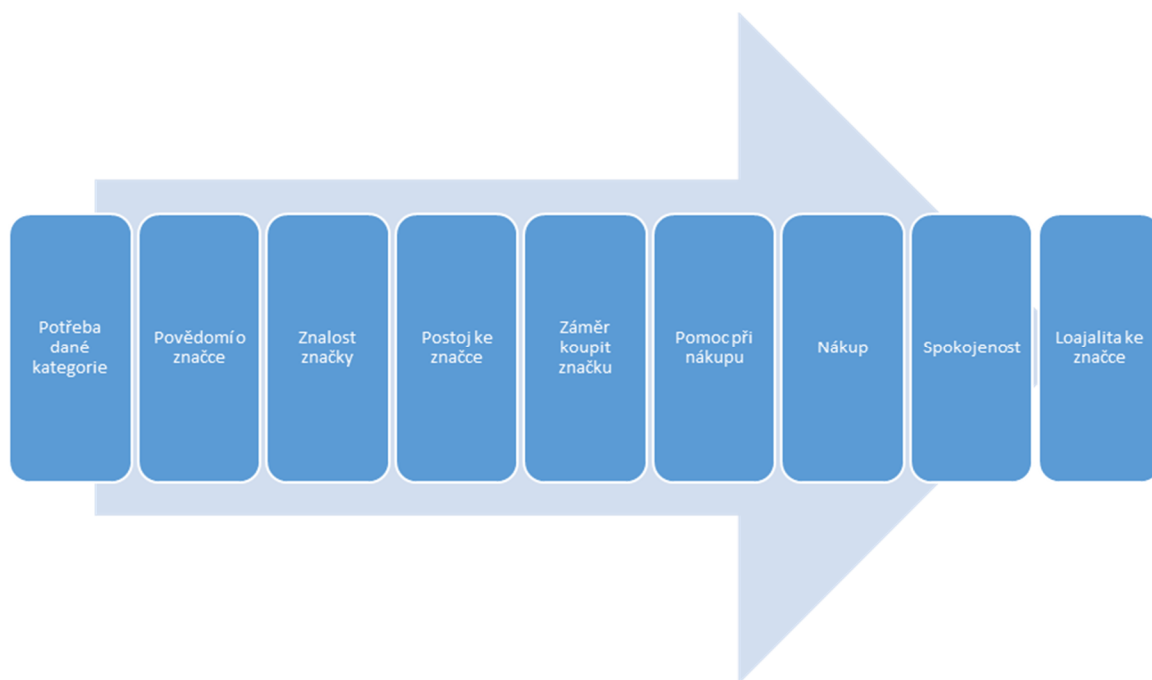 Potřeba
dané
kategorie
Povědomí o
značce
Znalost
značky
Postoj ke
značce
Záměr
koupit
značku
Pomoc při
nákupu
Nákup
Spokojenost
Loajalita ke
značce